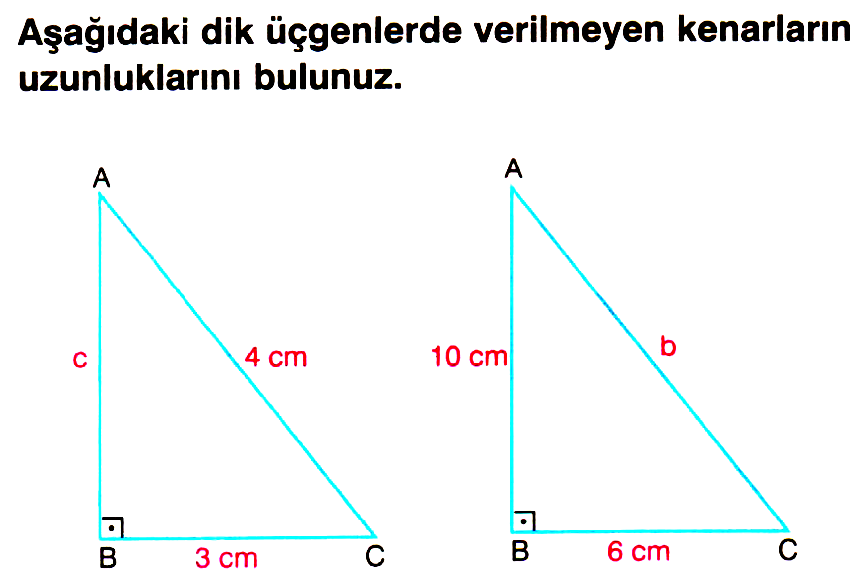 Aşağıdaki dik üçgenlerde verilmeyen kenarların
uzunluklarını bulunuz.
A
c
4 cm
B
3 cm
C
A
10 cm
b
B
6 cm
C